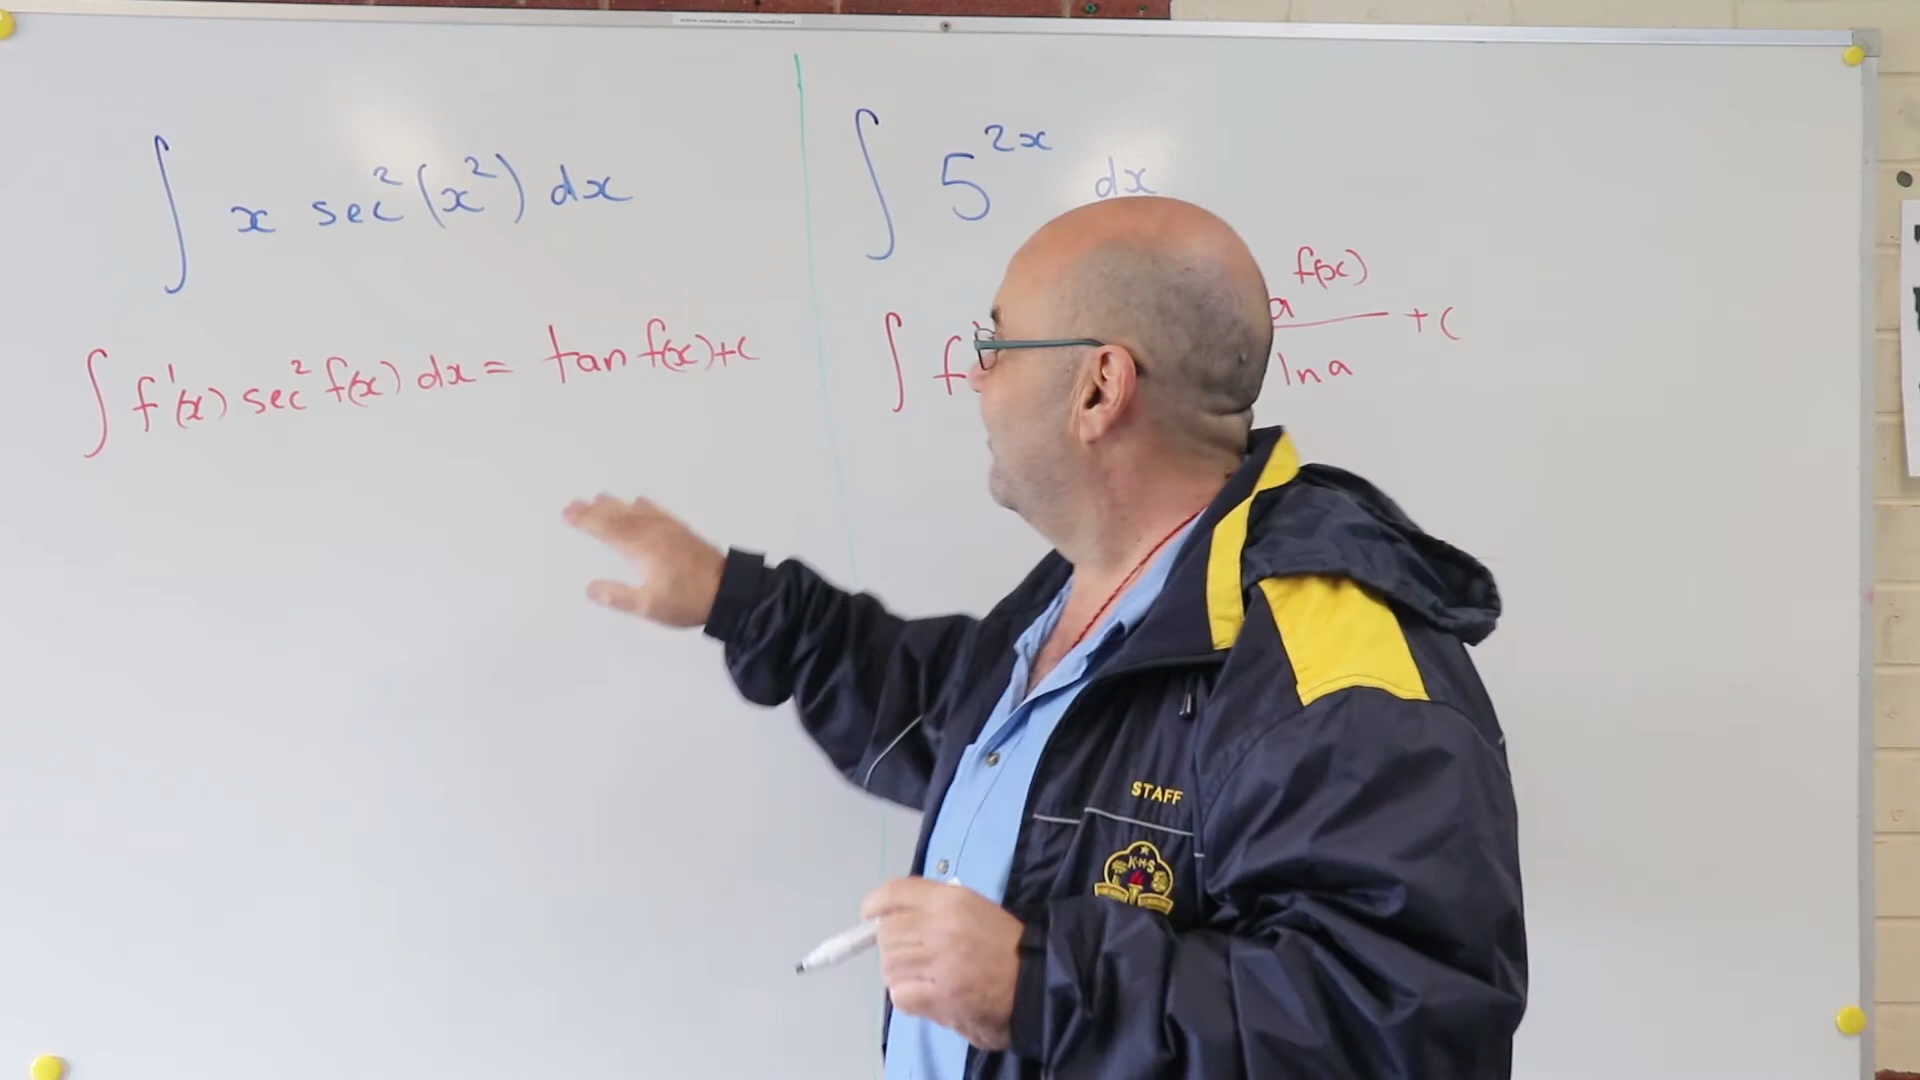 ∫ x sec²(x²) dx
∫ f'(x) sec² f(x) dx = tan f(x)+c
∫ 5^{2x} dx
∫ f a^{f(x)}/ln a +c
STAFF
K·H·S